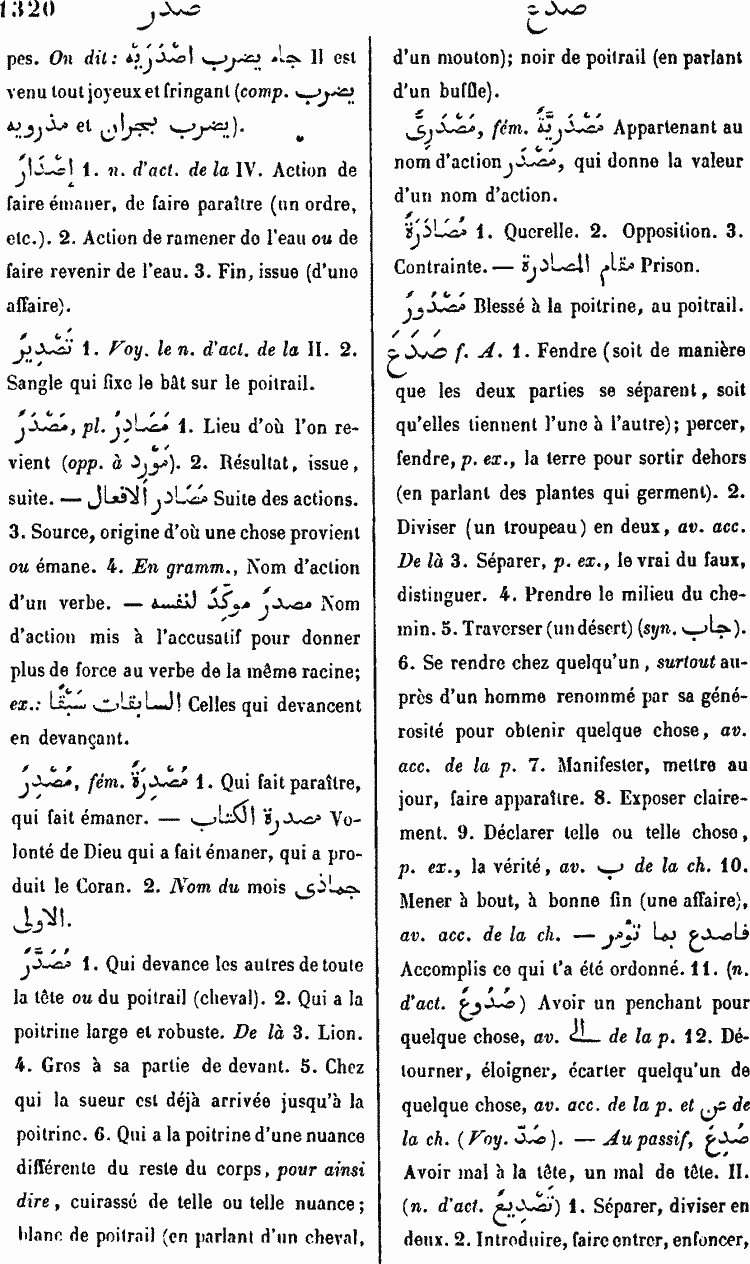 1320 صدر صدع
pes. On dit: جاء يضرب اصْدَرَيْه Il est
venu tout joyeux et fringant (comp. يضرب
مذرويه et يضرب بجران).
إصْدَارٌ 1. n. d'act. de la IV. Action de
faire émaner, de faire paraître (un ordre,
etc.). 2. Action de ramener de l'eau ou de
faire revenir de l'eau. 3. Fin, issue (d'une
affaire).
تَصْدِيرٌ 1. Voy. le n. d'act. de la II. 2.
Sangle qui fixe le bât sur le poitrail.
مَصْدَرٌ, pl. مَصَادِرُ 1. Lieu d'où l'on re-
vient (opp. à مَوْرِد). 2. Résultat, issue,
suite. — مَصَادر الافعال Suite des actions.
3. Source, origine d'où une chose provient
ou émane. 4. En gramm., Nom d'action
d'un verbe. — مصدرٌ موكّدٌ لنفسه Nom
d'action mis à l'accusatif pour donner
plus de force au verbe de la même racine;
ex.: السابقات سَبْقًا Celles qui devancent
en devançant.
مُصْدِرٌ, fém. مُصْدِرَةٌ 1. Qui fait paraître,
qui fait émaner. — مصدرة الكتاب Vo-
lonté de Dieu qui a fait émaner, qui a pro-
duit le Coran. 2. Nom du mois جماذى
الاولى.
مُصَدَّرٌ 1. Qui devance les autres de toute
la tête ou du poitrail (cheval). 2. Qui a la
poitrine large et robuste. De là 3. Lion.
4. Gros à sa partie de devant. 5. Chez
qui la sueur est déjà arrivée jusqu'à la
poitrine. 6. Qui a la poitrine d'une nuance
différente du reste du corps, pour ainsi
dire, cuirassé de telle ou telle nuance;
blanc de poitrail (en parlant d'un cheval,
d'un mouton); noir de poitrail (en parlant
d'un buffle).
مَصْدَرِىٌّ, fém. مَصْدَرِيَّةٌ Appartenant au
nom d'action مَصْدَر, qui donne la valeur
d'un nom d'action.
مُصَادَرَةٌ 1. Querelle. 2. Opposition. 3.
Contrainte. — مقام المصادرة Prison.
مَصْدُورٌ Blessé à la poitrine, au poitrail.
صَدَعَ f. A. 1. Fendre (soit de manière
que les deux parties se séparent, soit
qu'elles tiennent l'une à l'autre); percer,
fendre, p. ex., la terre pour sortir dehors
(en parlant des plantes qui germent). 2.
Diviser (un troupeau) en deux, av. acc.
De là 3. Séparer, p. ex., le vrai du faux,
distinguer. 4. Prendre le milieu du che-
min. 5. Traverser (un désert) (syn. جاب).
6. Se rendre chez quelqu'un, surtout au-
près d'un homme renommé par sa géné-
rosité pour obtenir quelque chose, av.
acc. de la p. 7. Manifester, mettre au
jour, faire apparaître. 8. Exposer claire-
ment. 9. Déclarer telle ou telle chose,
p. ex., la vérité, av. ب de la ch. 10.
Mener à bout, à bonne fin (une affaire),
av. acc. de la ch. — فاصدع بما تؤمر
Accomplis ce qui t'a été ordonné. 11. (n.
d'act. صُدُوعٌ) Avoir un penchant pour
quelque chose, av. الى de la p. 12. Dé-
tourner, éloigner, écarter quelqu'un de
quelque chose, av. acc. de la p. et عن de
la ch. (Voy. صَدّ). — Au passif, صُدِعَ
Avoir mal à la tête, un mal de tête. II.
(n. d'act. تَصْدِيعٌ) 1. Séparer, diviser en
deux. 2. Introduire, faire entrer, enfoncer,